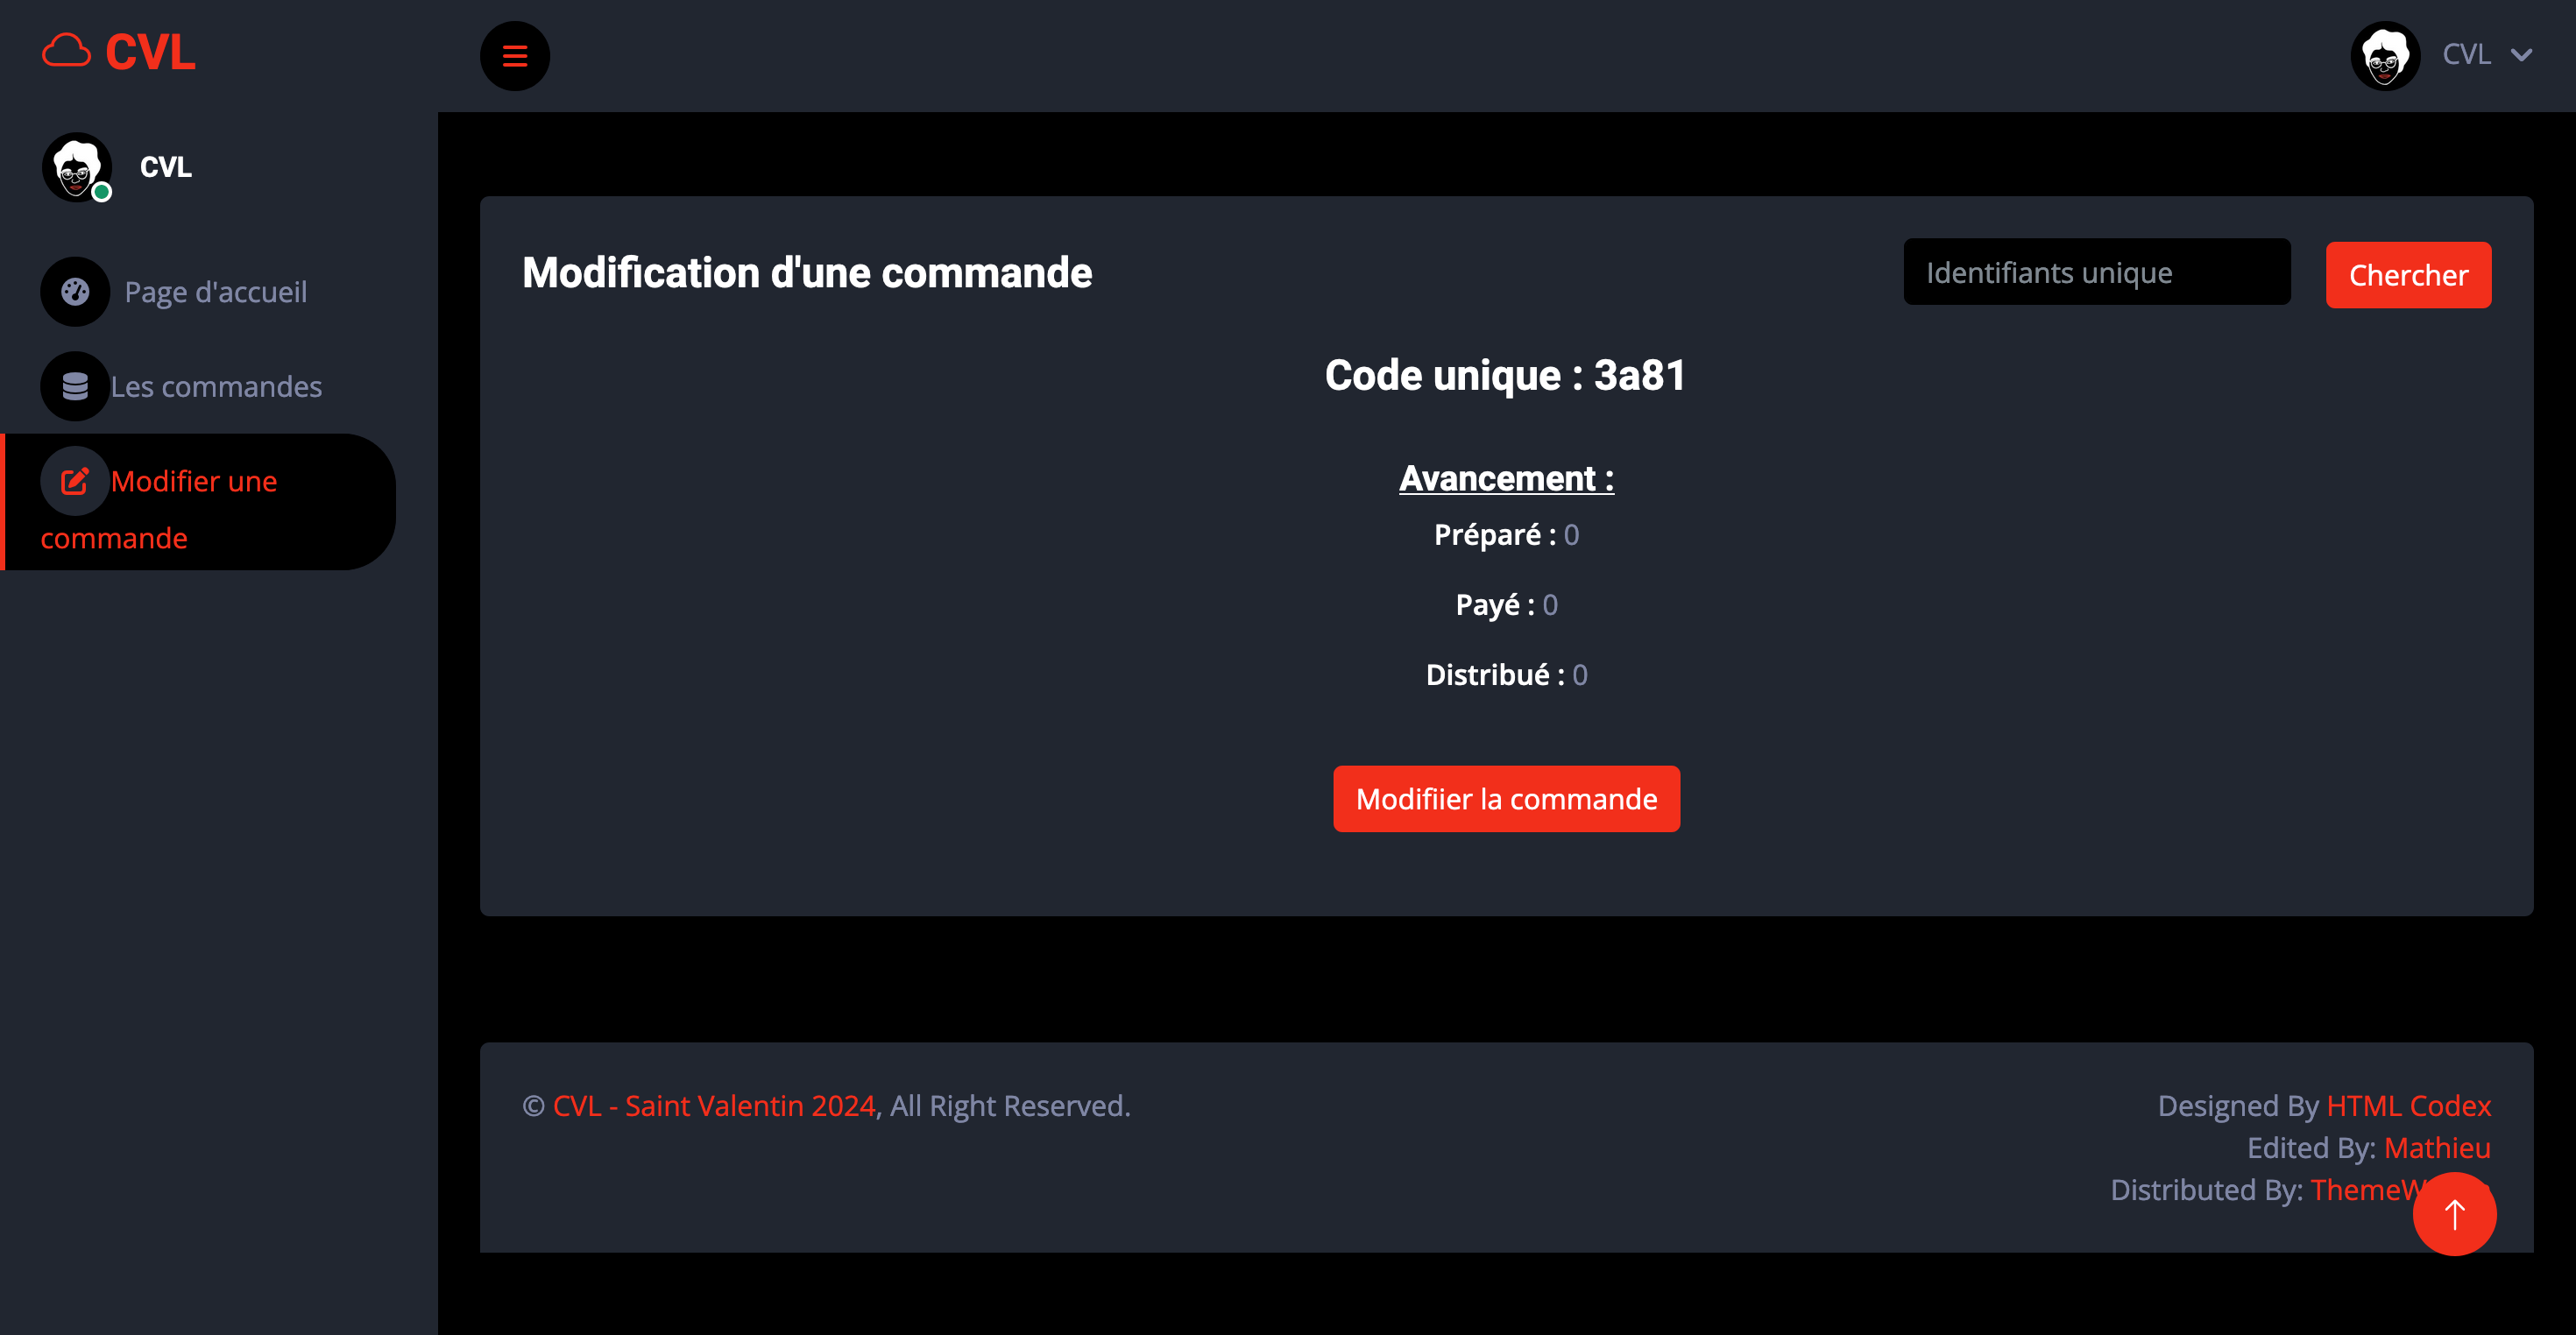 CVL
CVL
CVL
Page d'accueil
Les commandes
Modifier une
commande
Modification d'une commande
Identifiants unique
Chercher
Code unique : 3a81
Avancement :
Préparé : 0
Payé : 0
Distribué : 0
Modifiier la commande
© CVL - Saint Valentin 2024, All Right Reserved.
Designed By HTML Codex
Edited By: Mathieu
Distributed By: